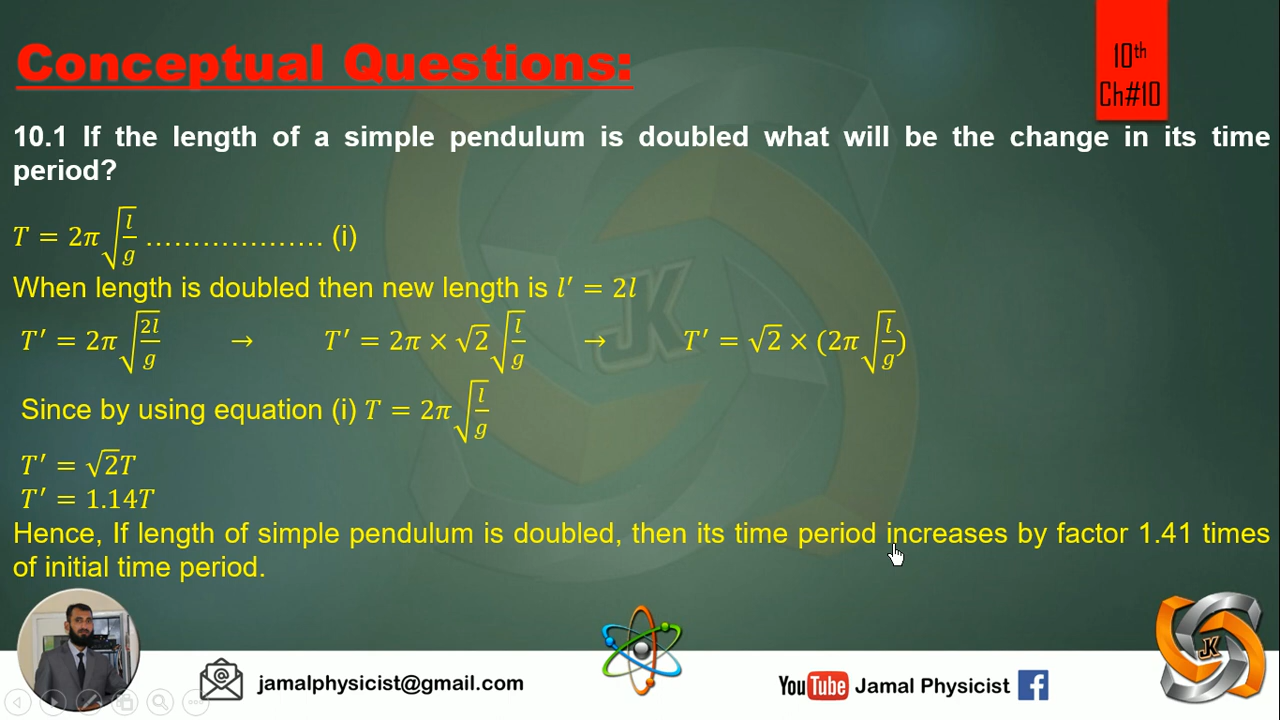 Conceptual Questions:
10th
Ch#10
10.1 If the length of a simple pendulum is doubled what will be the change in its time
period?
T = 2π√(l/g) ………………. (i)
When length is doubled then new length is l′ = 2l
T′ = 2π√(2l/g) → T′ = 2π × √2√(l/g) → T′ = √2 × (2π√(l/g))
Since by using equation (i) T = 2π√(l/g)
T′ = √2T
T′ = 1.14T
Hence, If length of simple pendulum is doubled, then its time period increases by factor 1.41 times
of initial time period.
jamalphysicist@gmail.com
YouTube Jamal Physicist f
JK